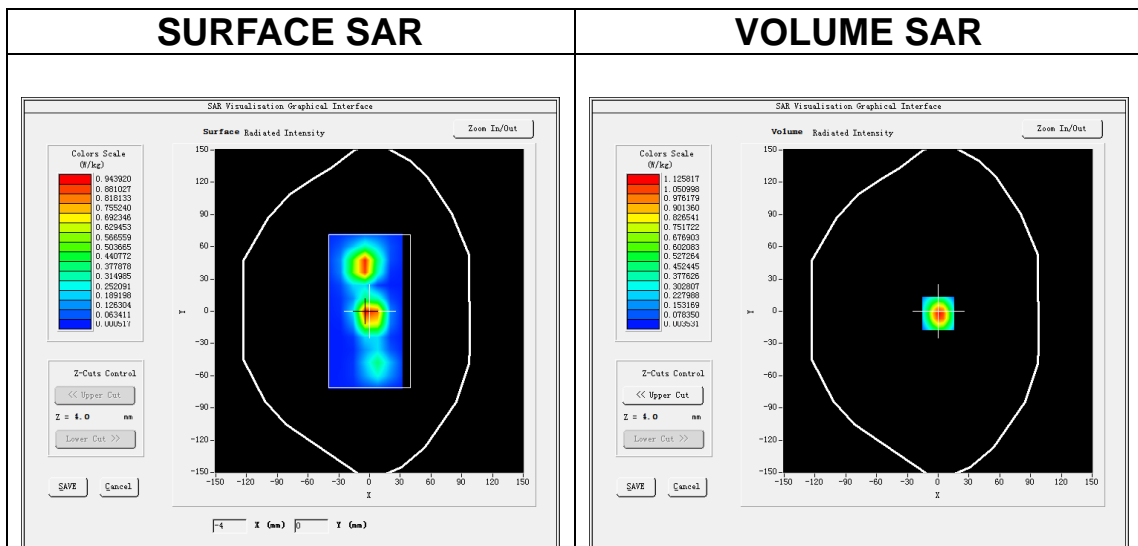 SURFACE SAR
VOLUME SAR
SAR Visualisation Graphical Interface
Surface Radiated Intensity
Zoom In/Out
Colors Scale
(W/kg)
0.943920
0.881027
0.818133
0.755240
0.692346
0.629453
0.566559
0.503665
0.440772
0.377878
0.314985
0.252091
0.189198
0.126304
0.063411
0.000517
Z-Cuts Control
<< Upper Cut
Z = 4.0 mm
Lower Cut >>
SAVE
Cancel
150
120
90
60
30
0
-30
-60
-90
-120
-150
Y
-150 -120 -90 -60 -30 0 30 60 90 120 150
X
-4 X (mm) 0 Y (mm)
SAR Visualisation Graphical Interface
Volume Radiated Intensity
Zoom In/Out
Colors Scale
(W/kg)
1.125817
1.050998
0.976179
0.901360
0.826541
0.751722
0.676903
0.602083
0.527264
0.452445
0.377626
0.302807
0.227988
0.153169
0.078350
0.003531
Z-Cuts Control
<< Upper Cut
Z = 4.0 mm
Lower Cut >>
SAVE
Cancel
150
120
90
60
30
0
-30
-60
-90
-120
-150
Y
-150 -120 -90 -60 -30 0 30 60 90 120 150
X